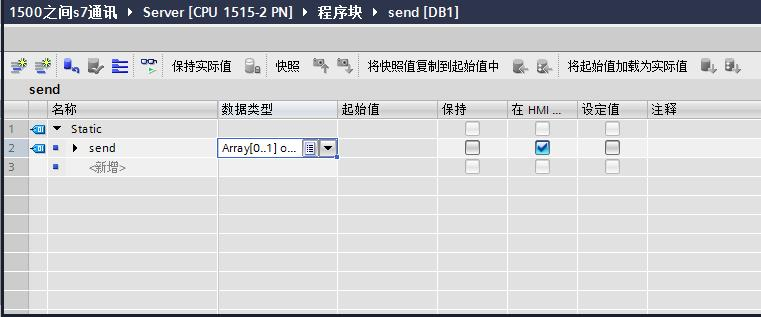 1500之间s7通讯 ▸ Server [CPU 1515-2 PN] ▸ 程序块 ▸ send [DB1]
保持实际值 快照 将快照值复制到起始值中 将起始值加载为实际值
send
名称 数据类型 起始值 保持 在 HMI ... 设定值 注释
1 Static
2 send Array[0..1] o...
3 <新增>